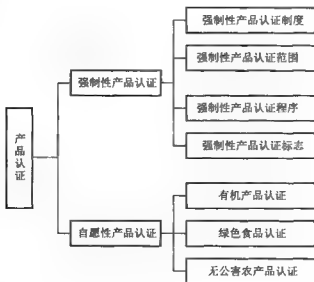 产品认证
强制性产品认证
强制性产品认证制度
强制性产品认证范围
强制性产品认证程序
强制性产品认证标志
自愿性产品认证
有机产品认证
绿色食品认证
无公害农产品认证